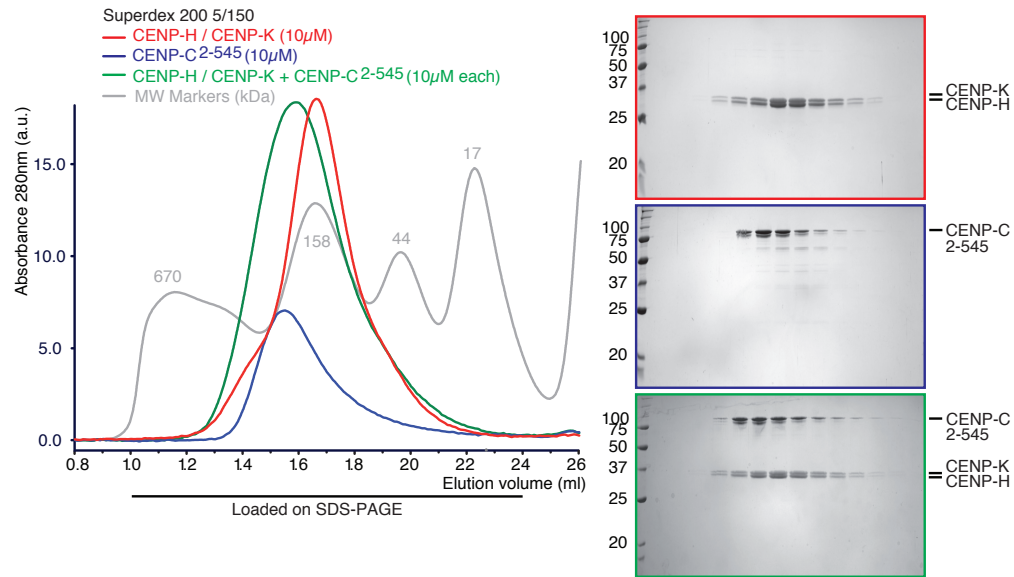 Superdex 200 5/150
CENP-H / CENP-K (10µM)
CENP-C 2-545 (10µM)
CENP-H / CENP-K + CENP-C 2-545 (10µM each)
MW Markers (kDa)
Absorbance 280nm (a.u.)
15.0
10.0
5.0
0.0
670
158
44
17
0.8
10
12
14
16
18
20
22
24
26
Elution volume (ml)
Loaded on SDS-PAGE
100
75
50
37
25
20
CENP-K
CENP-H
100
75
50
37
25
20
CENP-C
2-545
100
75
50
37
25
20
CENP-C
2-545
CENP-K
CENP-H